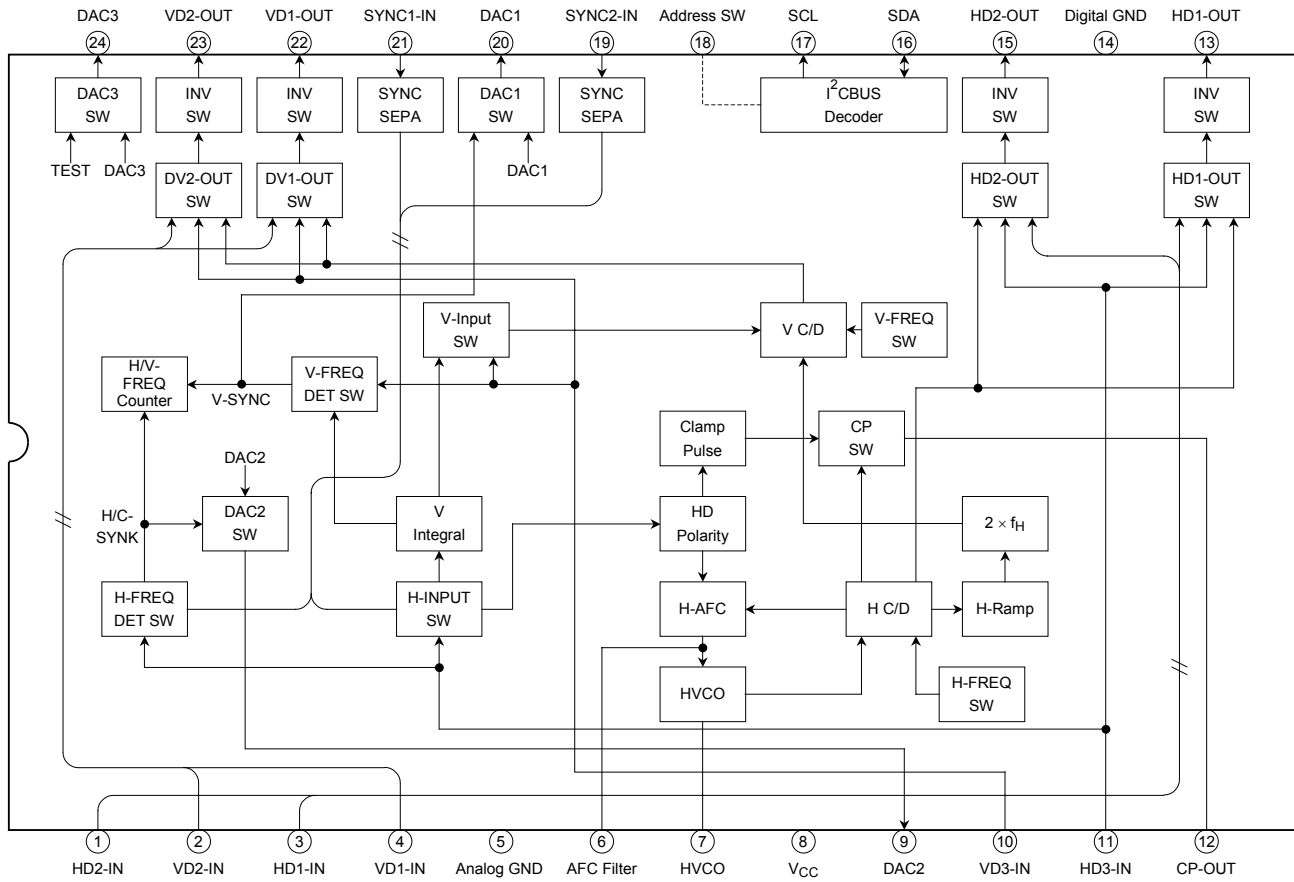 DAC3 VD2-OUT VD1-OUT SYNC1-IN DAC1 SYNC2-IN Address SW SCL SDA HD2-OUT Digital GND HD1-OUT
24 23 22 21 20 19 18 17 16 15 14 13
DAC3
SW
INV
SW
INV
SW
SYNC
SEPA
DAC1
SW
SYNC
SEPA
I²CBUS
Decoder
INV
SW
INV
SW
TEST
DAC3
DAC1
DV2-OUT
SW
DV1-OUT
SW
HD2-OUT
SW
HD1-OUT
SW
V-Input
SW
V C/D
V-FREQ
SW
H/V-
FREQ
Counter
V-SYNC
V-FREQ
DET SW
Clamp
Pulse
CP
SW
DAC2
H/C-
SYNK
DAC2
SW
V
Integral
HD
Polarity
2 × fH
H-FREQ
DET SW
H-INPUT
SW
H-AFC
H C/D
H-Ramp
HVCO
H-FREQ
SW
1 2 3 4 5 6 7 8 9 10 11 12
HD2-IN VD2-IN HD1-IN VD1-IN Analog GND AFC Filter HVCO VCC DAC2 VD3-IN HD3-IN CP-OUT